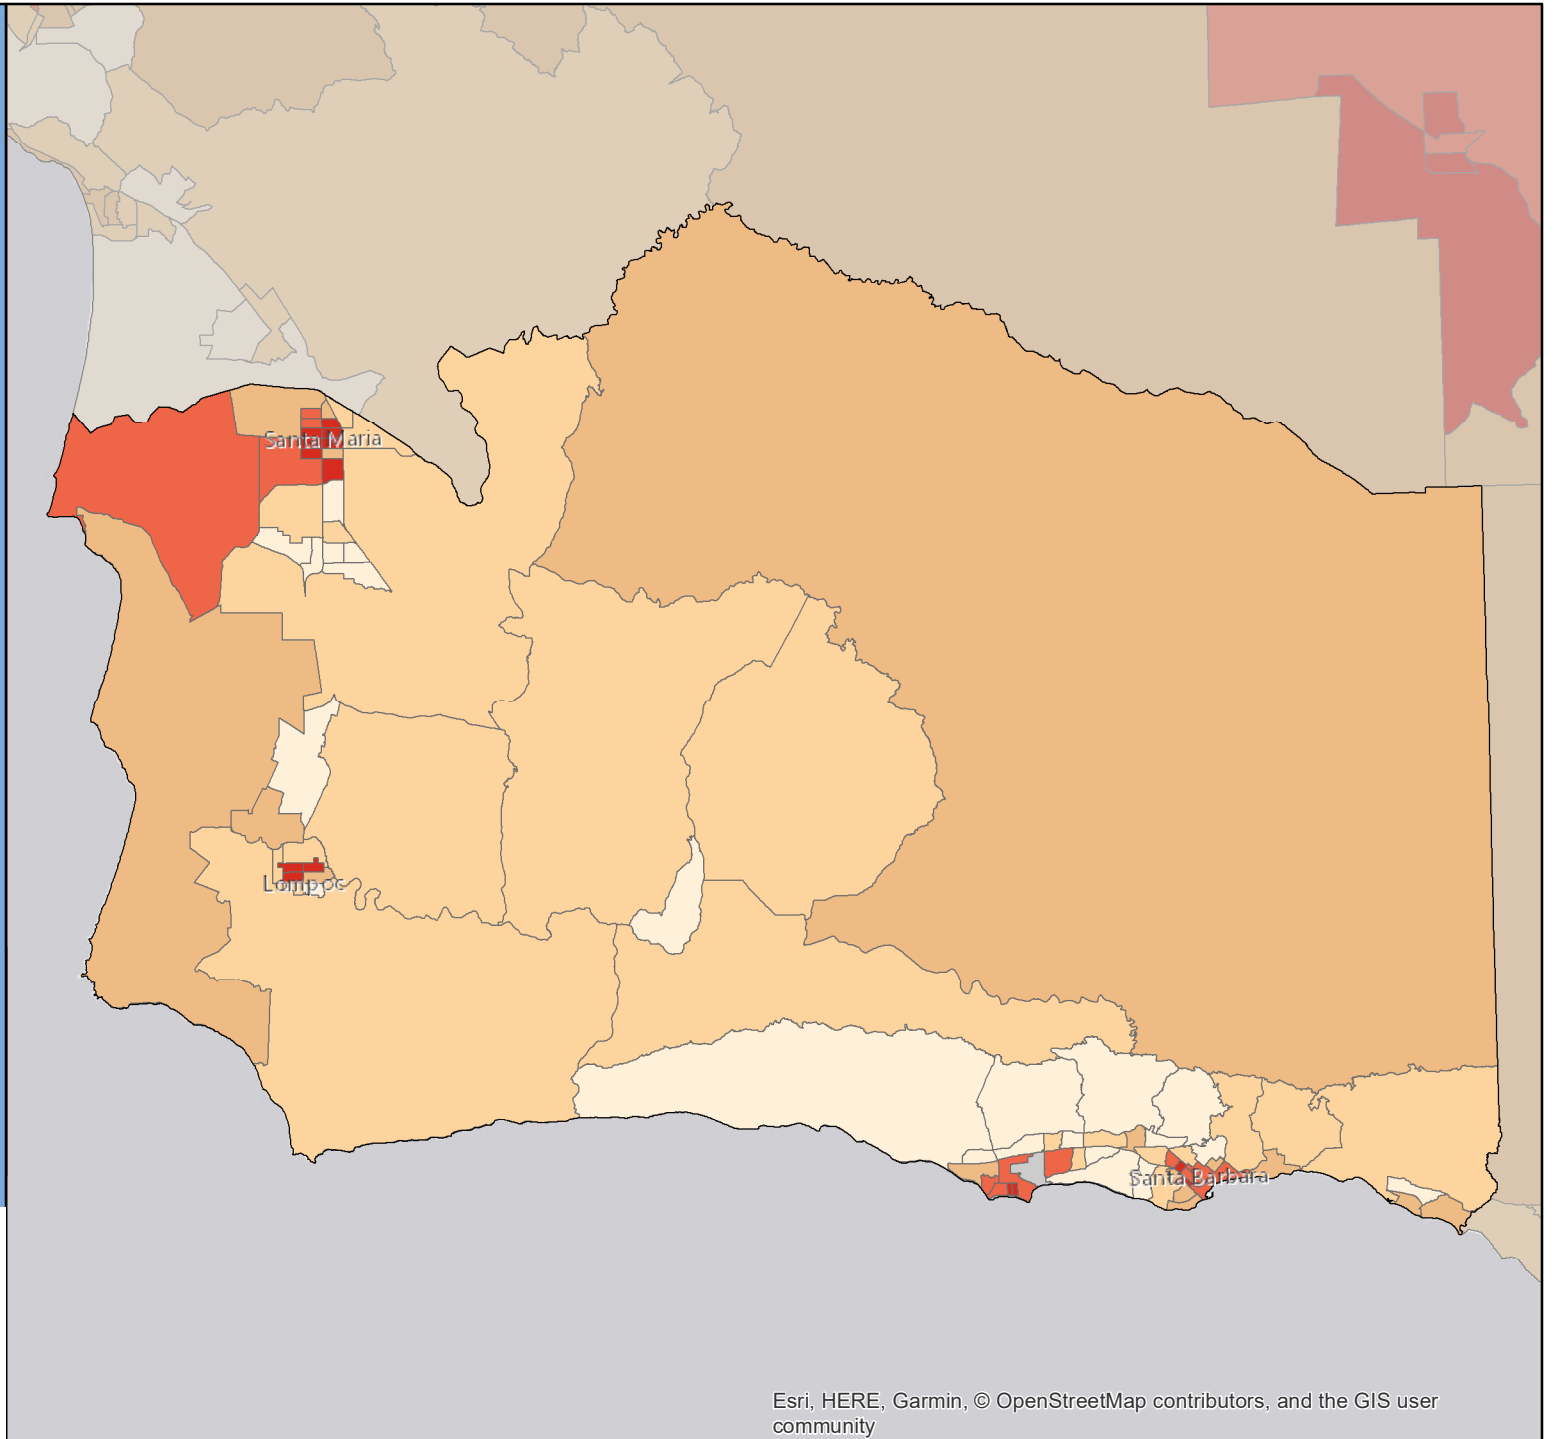 Santa Maria
Lompoc
Santa Barbara
Esri, HERE, Garmin, © OpenStreetMap contributors, and the GIS user
community